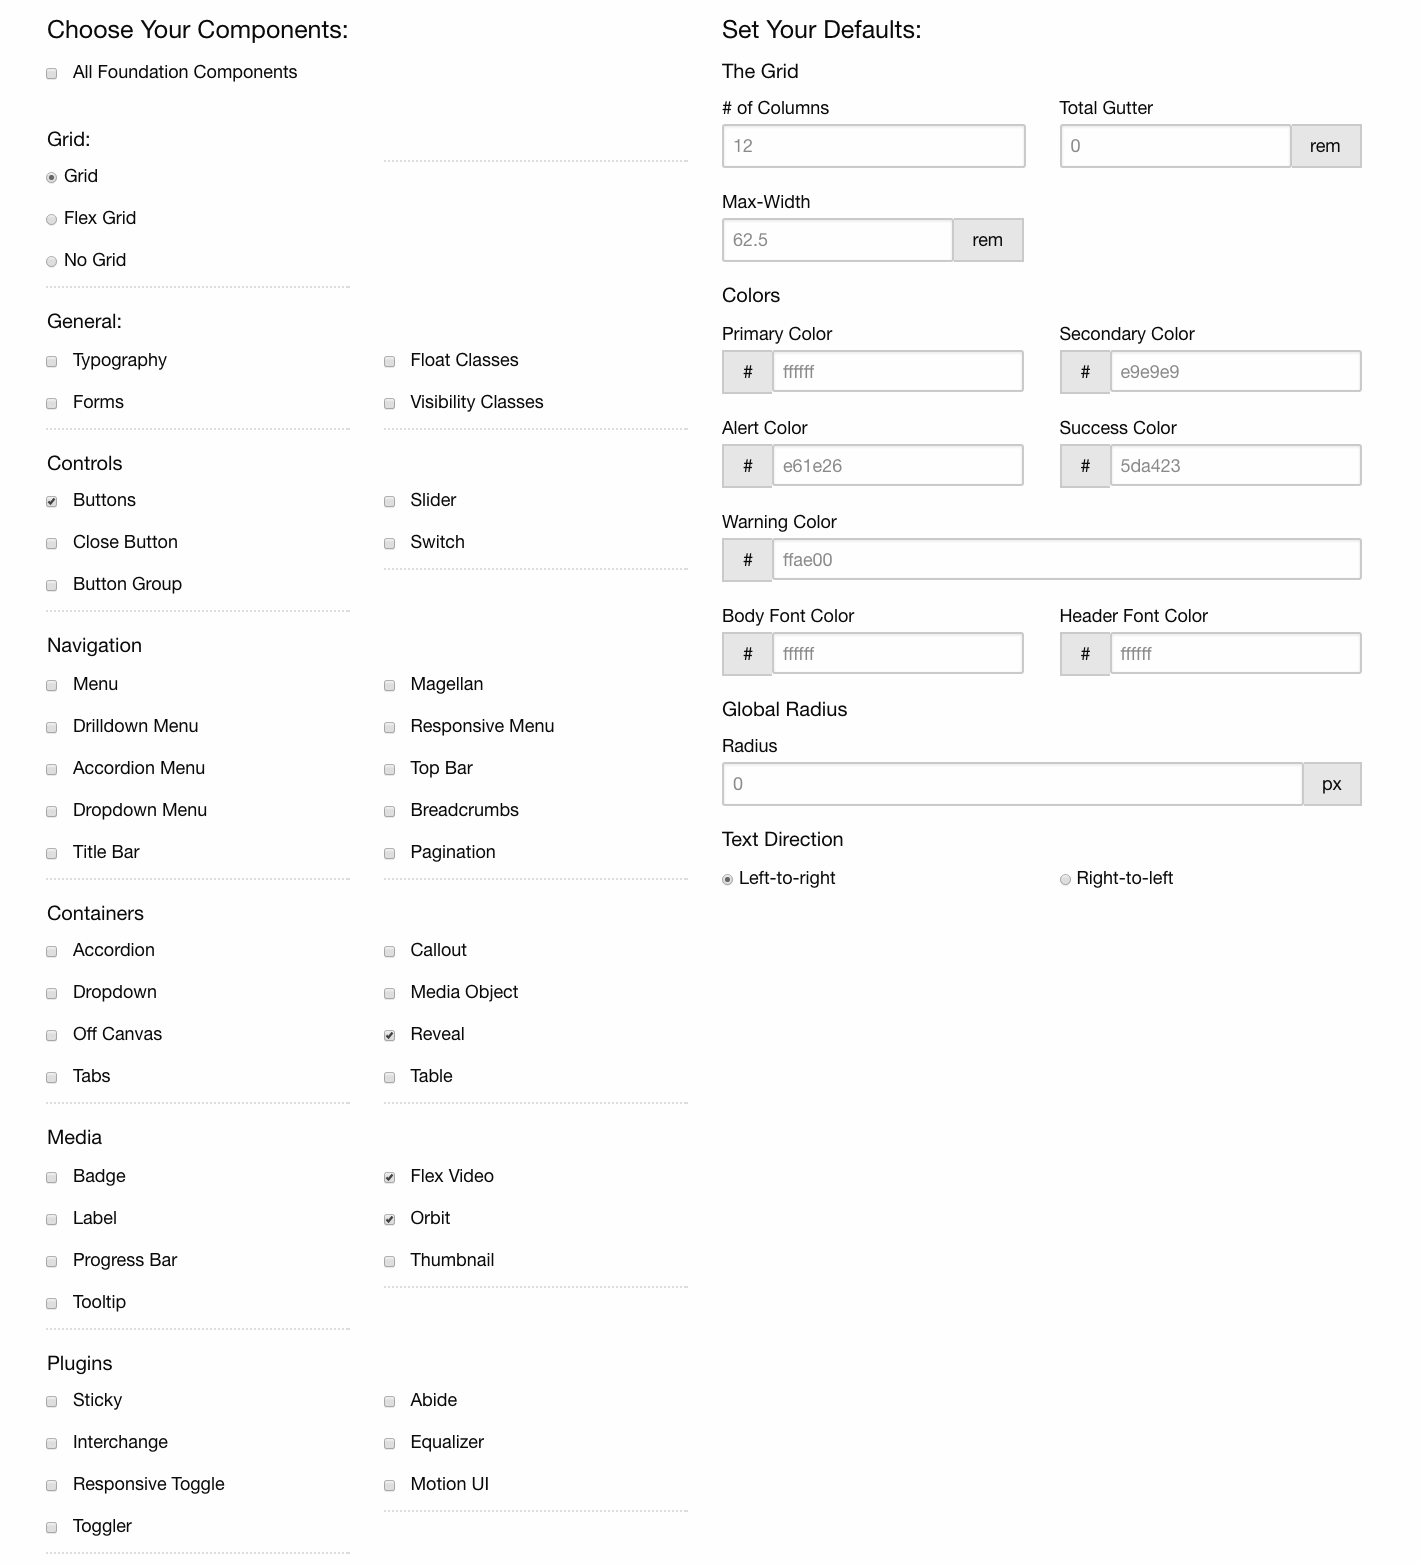 Choose Your Components:
All Foundation Components
Grid:
Grid
Flex Grid
No Grid
General:
Typography
Float Classes
Forms
Visibility Classes
Controls
Buttons
Slider
Close Button
Switch
Button Group
Navigation
Menu
Magellan
Drilldown Menu
Responsive Menu
Accordion Menu
Top Bar
Dropdown Menu
Breadcrumbs
Title Bar
Pagination
Containers
Accordion
Callout
Dropdown
Media Object
Off Canvas
Reveal
Tabs
Table
Media
Badge
Flex Video
Label
Orbit
Progress Bar
Thumbnail
Tooltip
Plugins
Sticky
Abide
Interchange
Equalizer
Responsive Toggle
Motion UI
Toggler
Set Your Defaults:
The Grid
# of Columns
Total Gutter
12
0 rem
Max-Width
62.5 rem
Colors
Primary Color
Secondary Color
# ffffff
# e9e9e9
Alert Color
Success Color
# e61e26
# 5da423
Warning Color
# ffae00
Body Font Color
Header Font Color
# ffffff
# ffffff
Global Radius
Radius
0 px
Text Direction
Left-to-right
Right-to-left